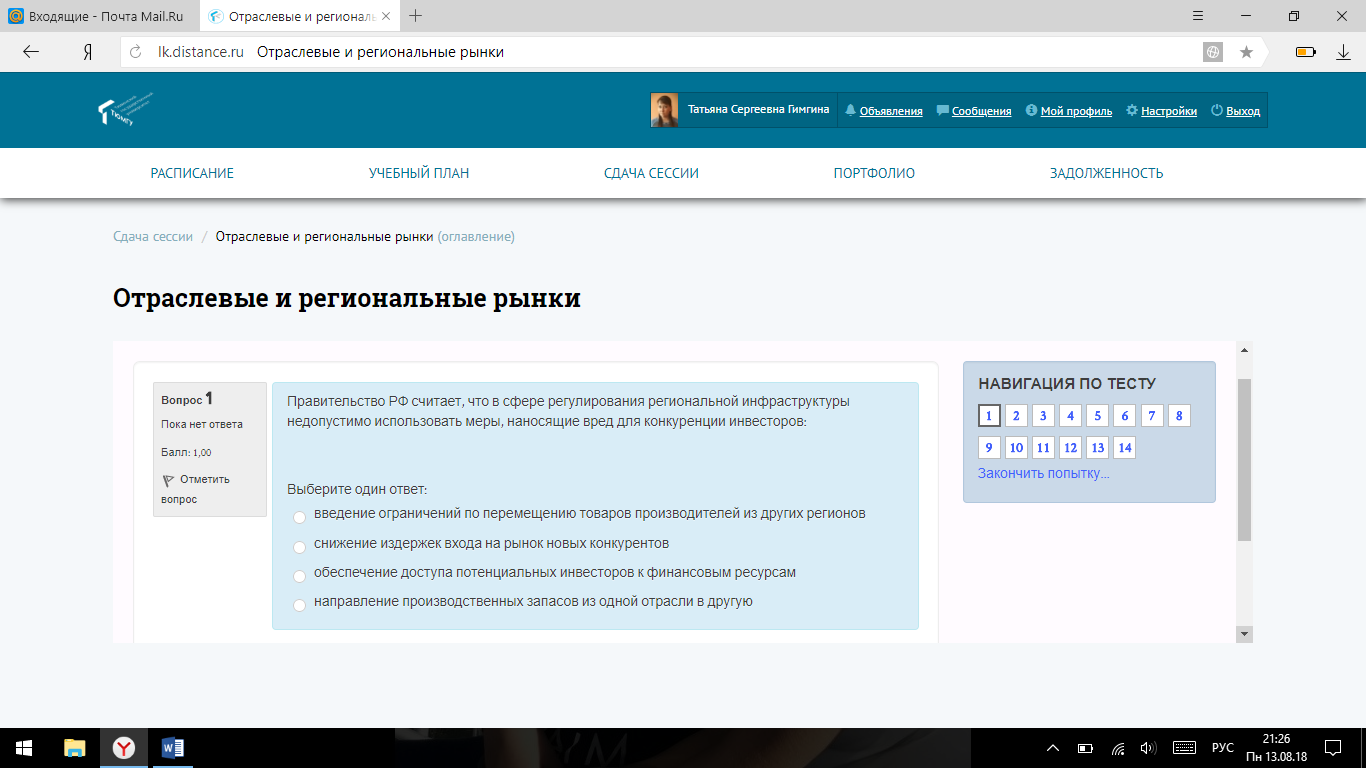 Входящие - Почта Mail.Ru
Отраслевые и регионал
lk.distance.ru Отраслевые и региональные рынки
ТЮМГУ
Татьяна Сергеевна Гимгина Объявления Сообщения Мой профиль Настройки Выход
РАСПИСАНИЕ УЧЕБНЫЙ ПЛАН СДАЧА СЕССИИ ПОРТФОЛИО ЗАДОЛЖЕННОСТЬ
Сдача сессии / Отраслевые и региональные рынки (оглавление)
Отраслевые и региональные рынки
Вопрос 1
Пока нет ответа
Балл: 1,00
Отметить
вопрос
Правительство РФ считает, что в сфере регулирования региональной инфраструктуры
недопустимо использовать меры, наносящие вред для конкуренции инвесторов:
Выберите один ответ:
введение ограничений по перемещению товаров производителей из других регионов
снижение издержек входа на рынок новых конкурентов
обеспечение доступа потенциальных инвесторов к финансовым ресурсам
направление производственных запасов из одной отрасли в другую
НАВИГАЦИЯ ПО ТЕСТУ
1 2 3 4 5 6 7 8
9 10 11 12 13 14
Закончить попытку...
РУС
21:26
Пн 13.08.18